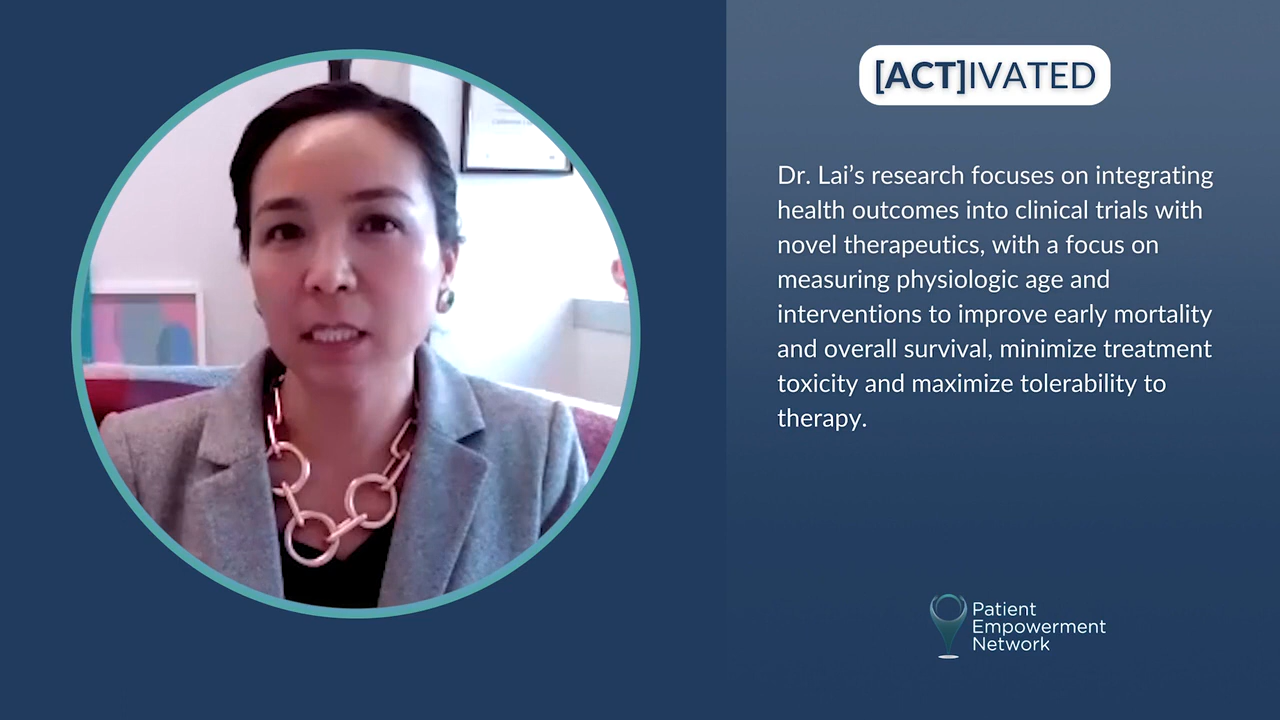 [ACT]IVATED
Dr. Lai’s research focuses on integrating
health outcomes into clinical trials with
novel therapeutics, with a focus on
measuring physiologic age and
interventions to improve early mortality
and overall survival, minimize treatment
toxicity and maximize tolerability to
therapy.
Patient
Empowerment
Network